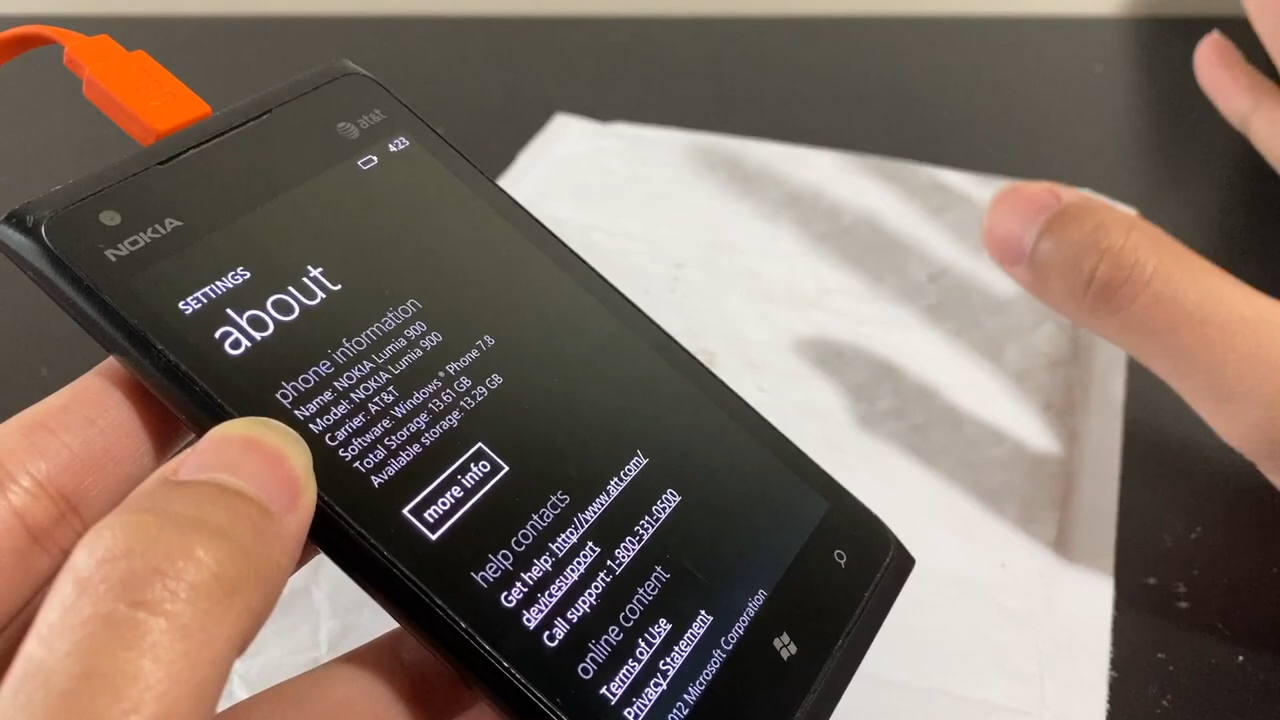 at&t
4:23
NOKIA
SETTINGS
about
phone information
Name: NOKIA Lumia 900
Model: NOKIA Lumia 900
Carrier: AT&T
Software: Windows® Phone 7.8
Total Storage: 13.61 GB
Available storage: 13.29 GB
more info
help contacts
Get help: http://www.att.com/
devicesupport
Call support: 1-800-331-0500
online content
Terms of Use
Privacy Statement
Microsoft Corporation